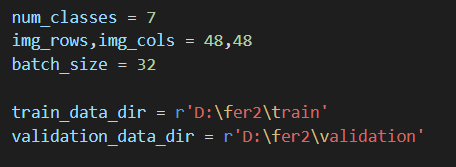 num_classes = 7
img_rows,img_cols = 48,48
batch_size = 32
train_data_dir = r'D:\fer2\train'
validation_data_dir = r'D:\fer2\validation'